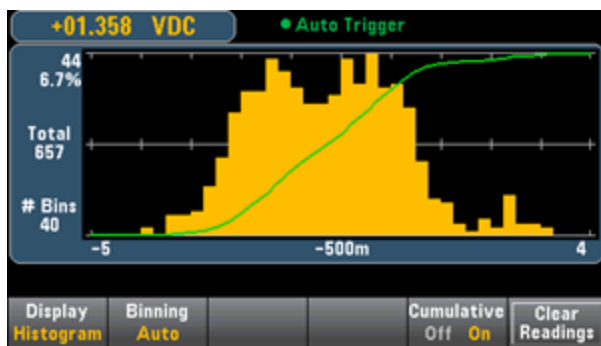 +01.358 VDC
Auto Trigger
44
6.7%
Total
657
# Bins
40
-5
-500m
4
Display
Histogram
Binning
Auto
Cumulative
Off On
Clear
Readings